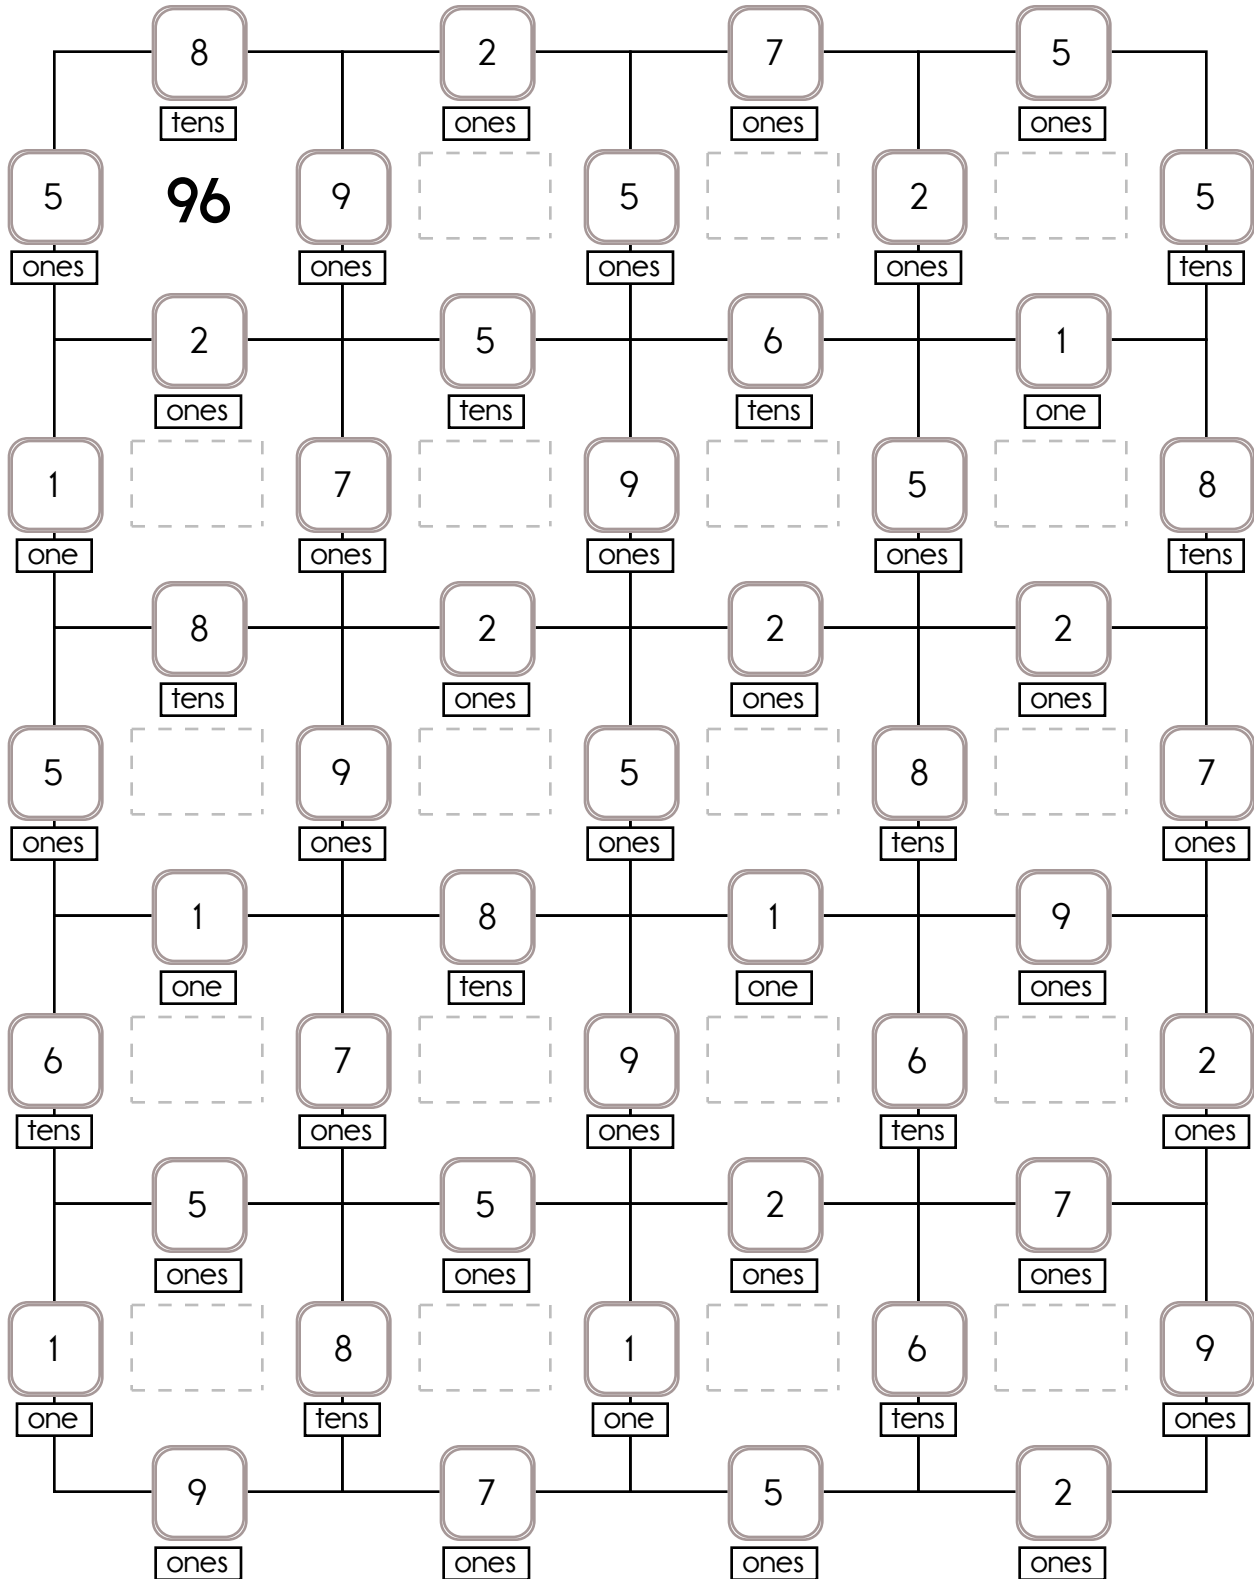 8 2 7 5
tens ones ones ones
5 96 9 5 2 5
ones ones ones ones tens
2 5 6 1
ones tens tens one
1 7 9 5 8
one ones ones ones tens
8 2 2 2
tens ones ones ones
5 9 5 8 7
ones ones ones tens ones
1 8 1 9
one tens one ones
6 7 9 6 2
tens ones ones tens ones
5 5 2 7
ones ones ones ones
1 8 1 6 9
one tens one tens ones
9 7 5 2
ones ones ones ones